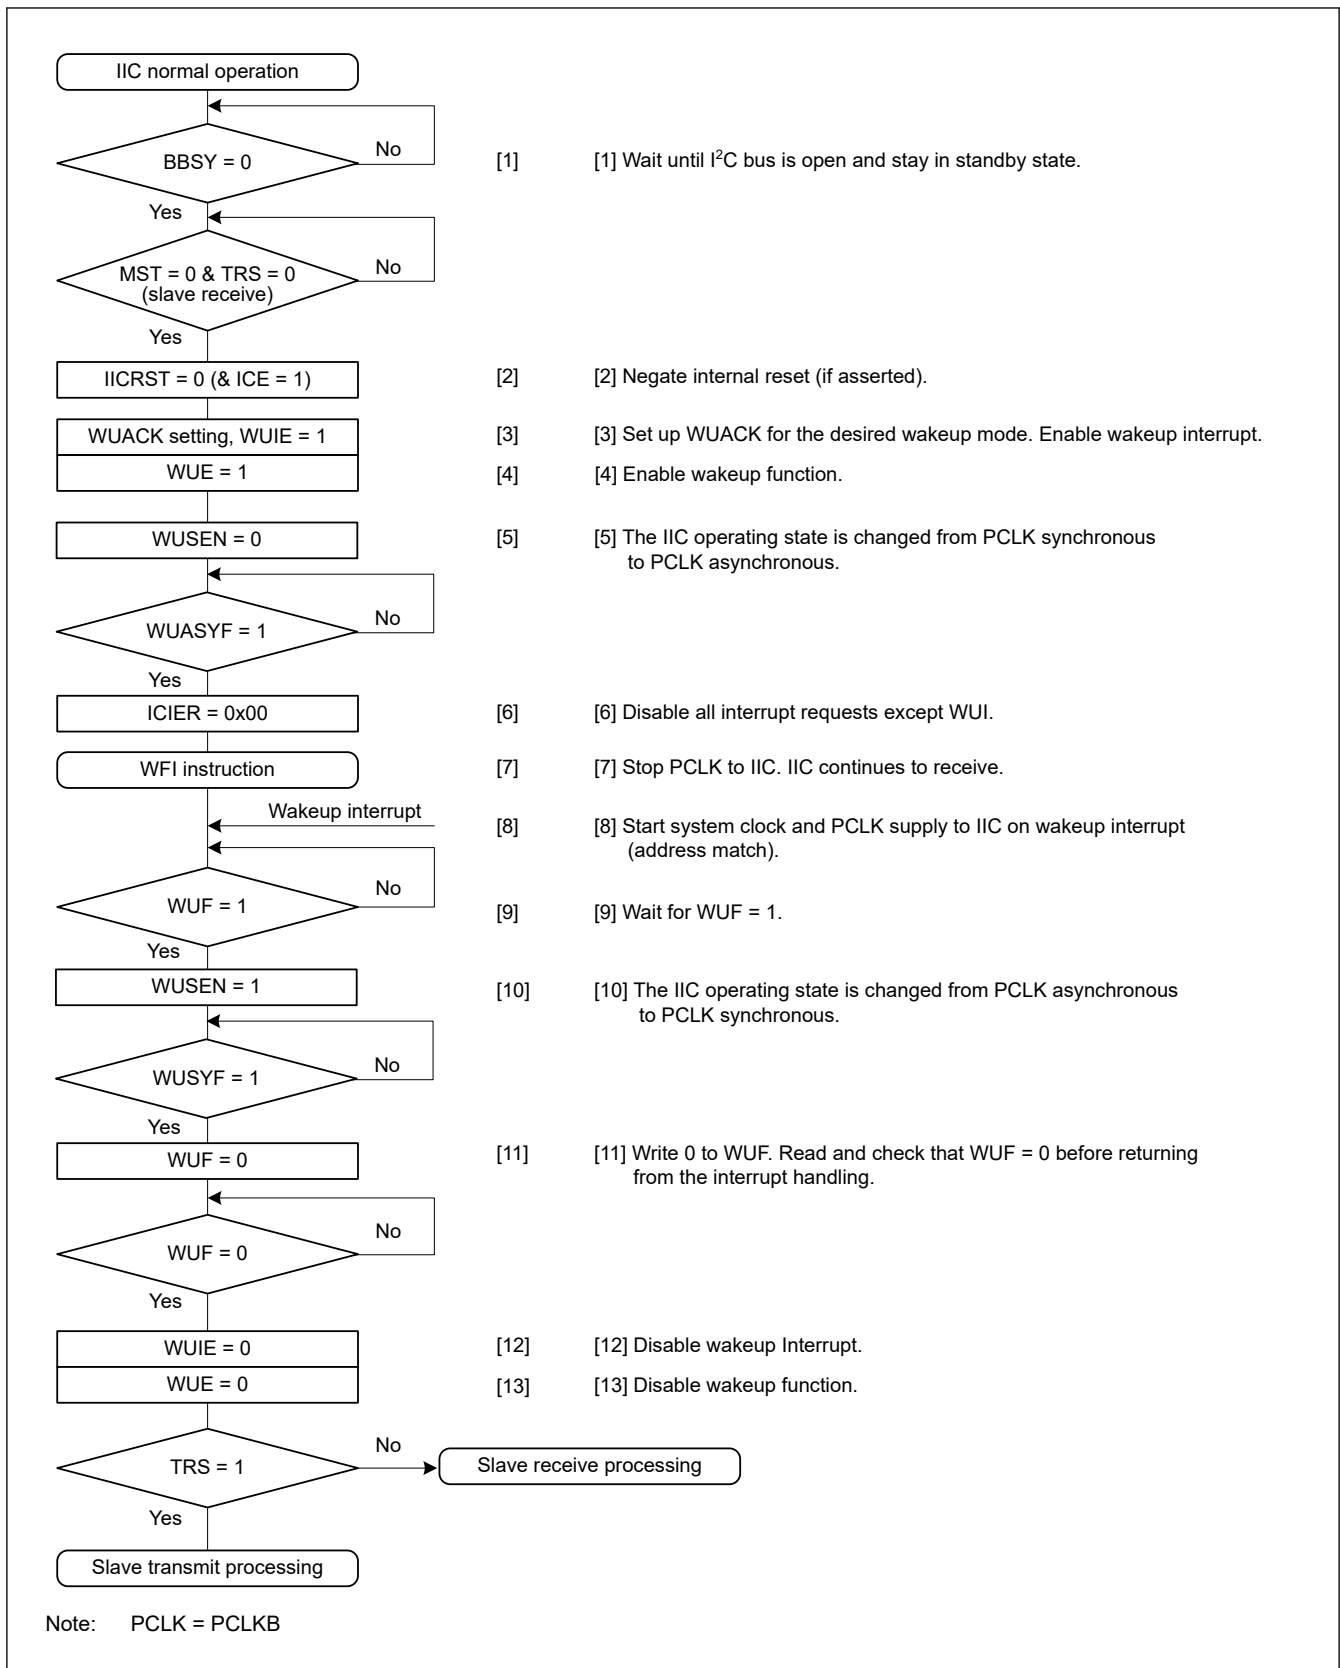 IIC normal operation
BBSY = 0
No
[1] [1] Wait until I²C bus is open and stay in standby state.
Yes
MST = 0 & TRS = 0
(slave receive)
No
Yes
IICRST = 0 (& ICE = 1)
[2] [2] Negate internal reset (if asserted).
WUACK setting, WUIE = 1
[3] [3] Set up WUACK for the desired wakeup mode. Enable wakeup interrupt.
WUE = 1
[4] [4] Enable wakeup function.
WUSEN = 0
[5] [5] The IIC operating state is changed from PCLK synchronous
to PCLK asynchronous.
WUASYF = 1
No
Yes
ICIER = 0x00
[6] [6] Disable all interrupt requests except WUI.
WFI instruction
[7] [7] Stop PCLK to IIC. IIC continues to receive.
Wakeup interrupt
[8] [8] Start system clock and PCLK supply to IIC on wakeup interrupt
(address match).
WUF = 1
No
[9] [9] Wait for WUF = 1.
Yes
WUSEN = 1
[10] [10] The IIC operating state is changed from PCLK asynchronous
to PCLK synchronous.
WUSYF = 1
No
Yes
WUF = 0
[11] [11] Write 0 to WUF. Read and check that WUF = 0 before returning
from the interrupt handling.
WUF = 0
No
Yes
WUIE = 0
[12] [12] Disable wakeup Interrupt.
WUE = 0
[13] [13] Disable wakeup function.
TRS = 1
No
Slave receive processing
Yes
Slave transmit processing
Note: PCLK = PCLKB